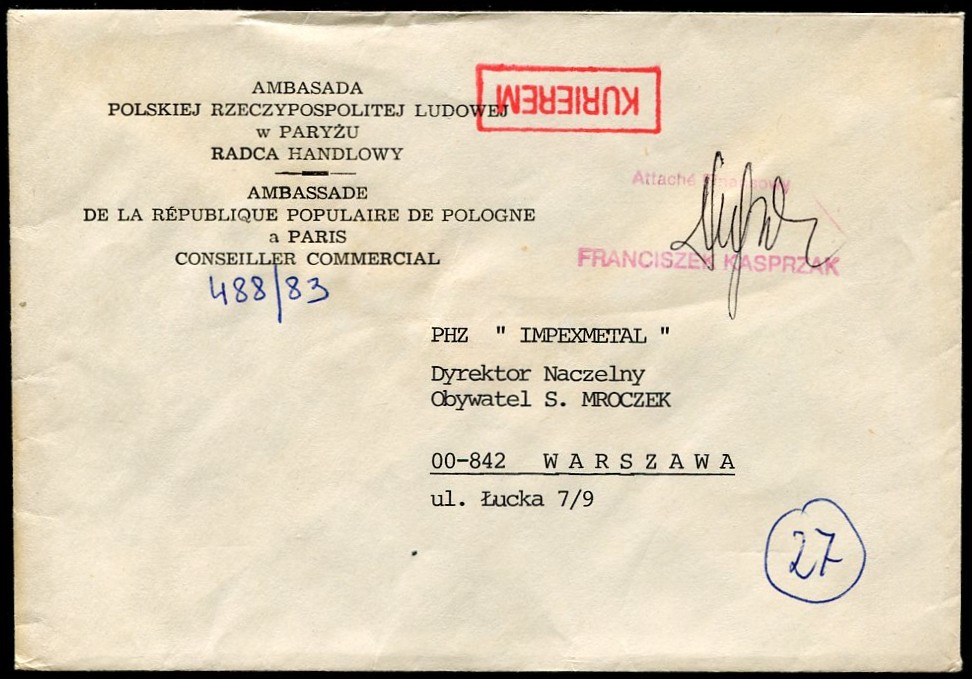 AMBASADA
POLSKIEJ RZECZYPOSPOLITEJ LUDOWEJ
w PARYŻU
RADCA HANDLOWY
AMBASSADE
DE LA RÉPUBLIQUE POPULAIRE DE POLOGNE
a PARIS
CONSEILLER COMMERCIAL
488/83
KURIEREM
Attaché Finansowy
FRANCISZEK KASPRZAK
PHZ " IMPEXMETAL "
Dyrektor Naczelny
Obywatel S. MROCZEK
00-842 W A R S Z A W A
ul. Łucka 7/9
27